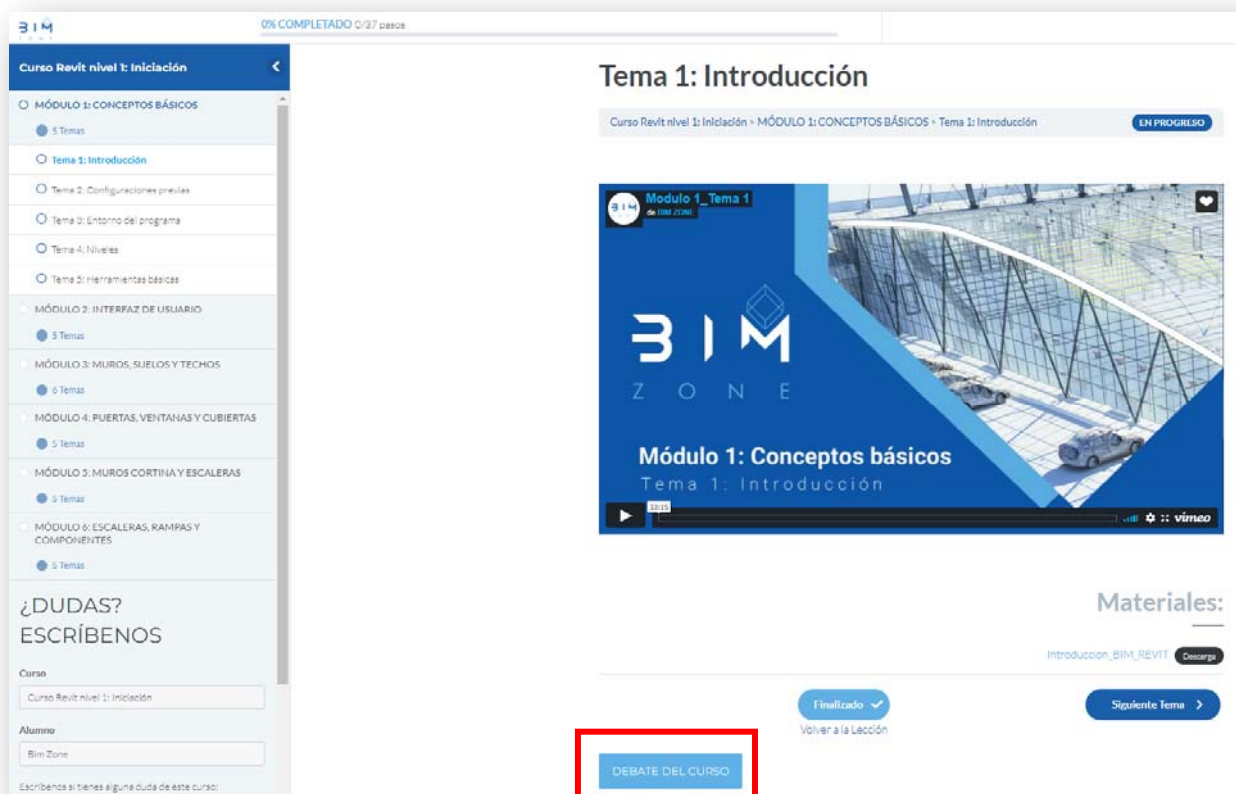 BIM
ZONE
0% COMPLETADO 0/37 pasos
Curso Revit nivel 1: Iniciación
MÓDULO 1: CONCEPTOS BÁSICOS
5 Temas
Tema 1: Introducción
Tema 2: Configuraciones previas
Tema 3: Entorno del programa
Tema 4: Niveles
Tema 5: Herramientas básicas
MÓDULO 2: INTERFAZ DE USUARIO
5 Temas
MÓDULO 3: MUROS, SUELOS Y TECHOS
6 Temas
MÓDULO 4: PUERTAS, VENTANAS Y CUBIERTAS
5 Temas
MÓDULO 5: MUROS CORTINA Y ESCALERAS
5 Temas
MÓDULO 6: ESCALERAS, RAMPAS Y
COMPONENTES
5 Temas
¿DUDAS?
ESCRÍBENOS
Curso
Curso Revit nivel 1: Iniciación
Alumno
Bim Zone
Escríbenos si tienes alguna duda de este curso:
Tema 1: Introducción
Curso Revit nivel 1: Iniciación > MÓDULO 1: CONCEPTOS BÁSICOS > Tema 1: Introducción
EN PROGRESO
BIM
Modulo 1_Tema 1
de BIM ZONE
BIM
ZONE
Módulo 1: Conceptos básicos
Tema 1: Introducción
vimeo
Materiales:
Introduccion_BIM_REVIT Descarga
Finalizado
Siguiente Tema
Volver a la Lección
DEBATE DEL CURSO